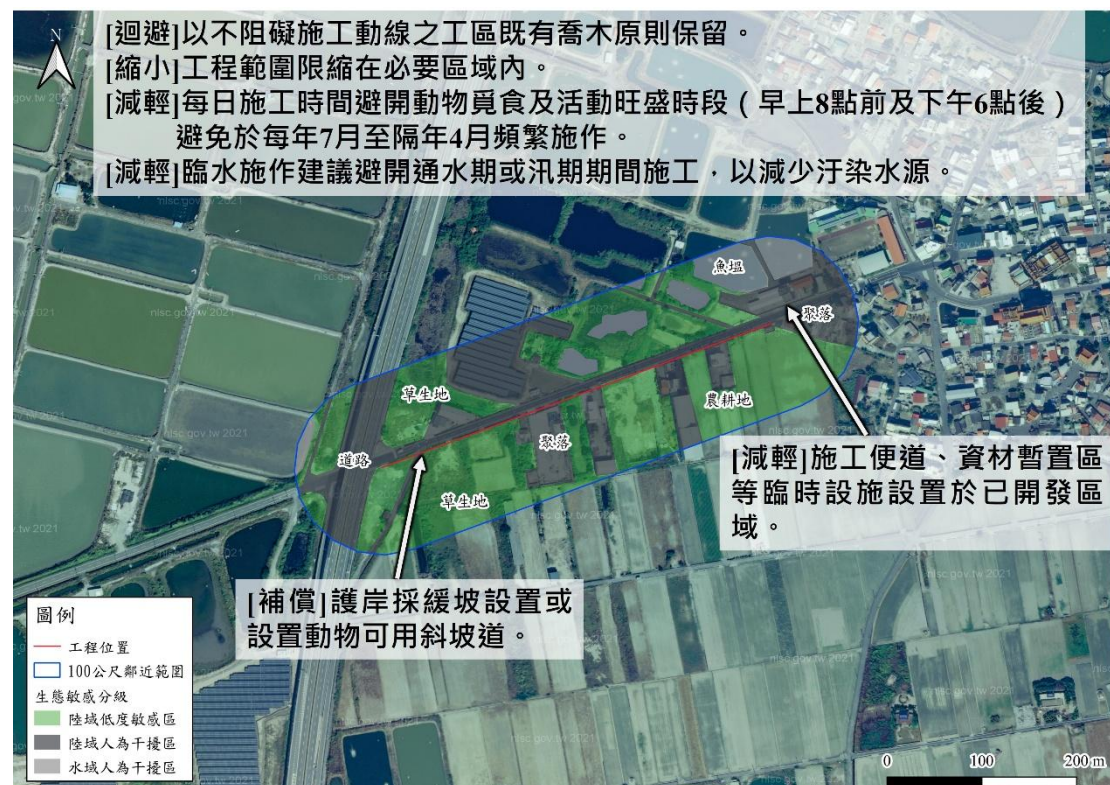 N
[迴避]以不阻礙施工動線之工區既有喬木原則保留。
[縮小]工程範圍限縮在必要區域內。
[減輕]每日施工時間避開動物覓食及活動旺盛時段（早上8點前及下午6點後）
避免於每年7月至隔年4月頻繁施作。
[減輕]臨水施作建議避開通水期或汛期期間施工，以減少汙染水源。
魚塭
聚落
草生地
農耕地
道路
聚落
草生地
[減輕]施工便道、資材暫置區
等臨時設施設置於已開發區
域。
[補償]護岸採緩坡設置或
設置動物可用斜坡道。
圖例
工程位置
100公尺鄰近範圍
生態敏感分級
陸域低度敏感區
陸域人為干擾區
水域人為干擾區
0 100 200 m
nlsc.gov.tw 2021